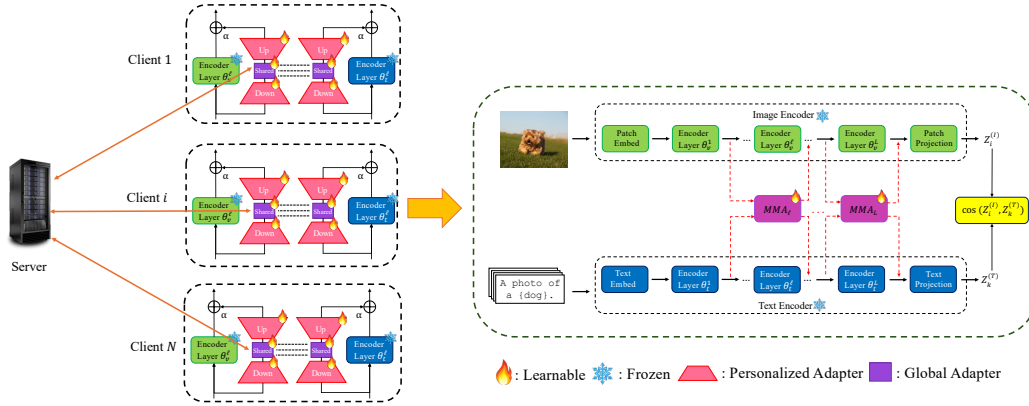 Client 1
α
α
Encoder
Layer θ_v^ℓ
Up
Shared
Down
Up
Shared
Down
Encoder
Layer θ_t^ℓ
Server
Client i
α
α
Encoder
Layer θ_v^ℓ
Up
Shared
Down
Up
Shared
Down
Encoder
Layer θ_t^ℓ
Client N
α
α
Encoder
Layer θ_v^ℓ
Up
Shared
Down
Up
Shared
Down
Encoder
Layer θ_t^ℓ
Image Encoder
Patch
Embed
Encoder
Layer θ_v^1
...
Encoder
Layer θ_v^ℓ
...
Encoder
Layer θ_v^L
Patch
Projection
Z_i^(I)
MMA_ℓ
...
MMA_L
cos (Z_i^(I), Z_k^(T))
A photo of
a {dog}.
Text
Embed
Encoder
Layer θ_t^1
...
Encoder
Layer θ_t^ℓ
...
Encoder
Layer θ_t^L
Text
Projection
Z_k^(T)
Text Encoder
: Learnable
: Frozen
: Personalized Adapter
: Global Adapter